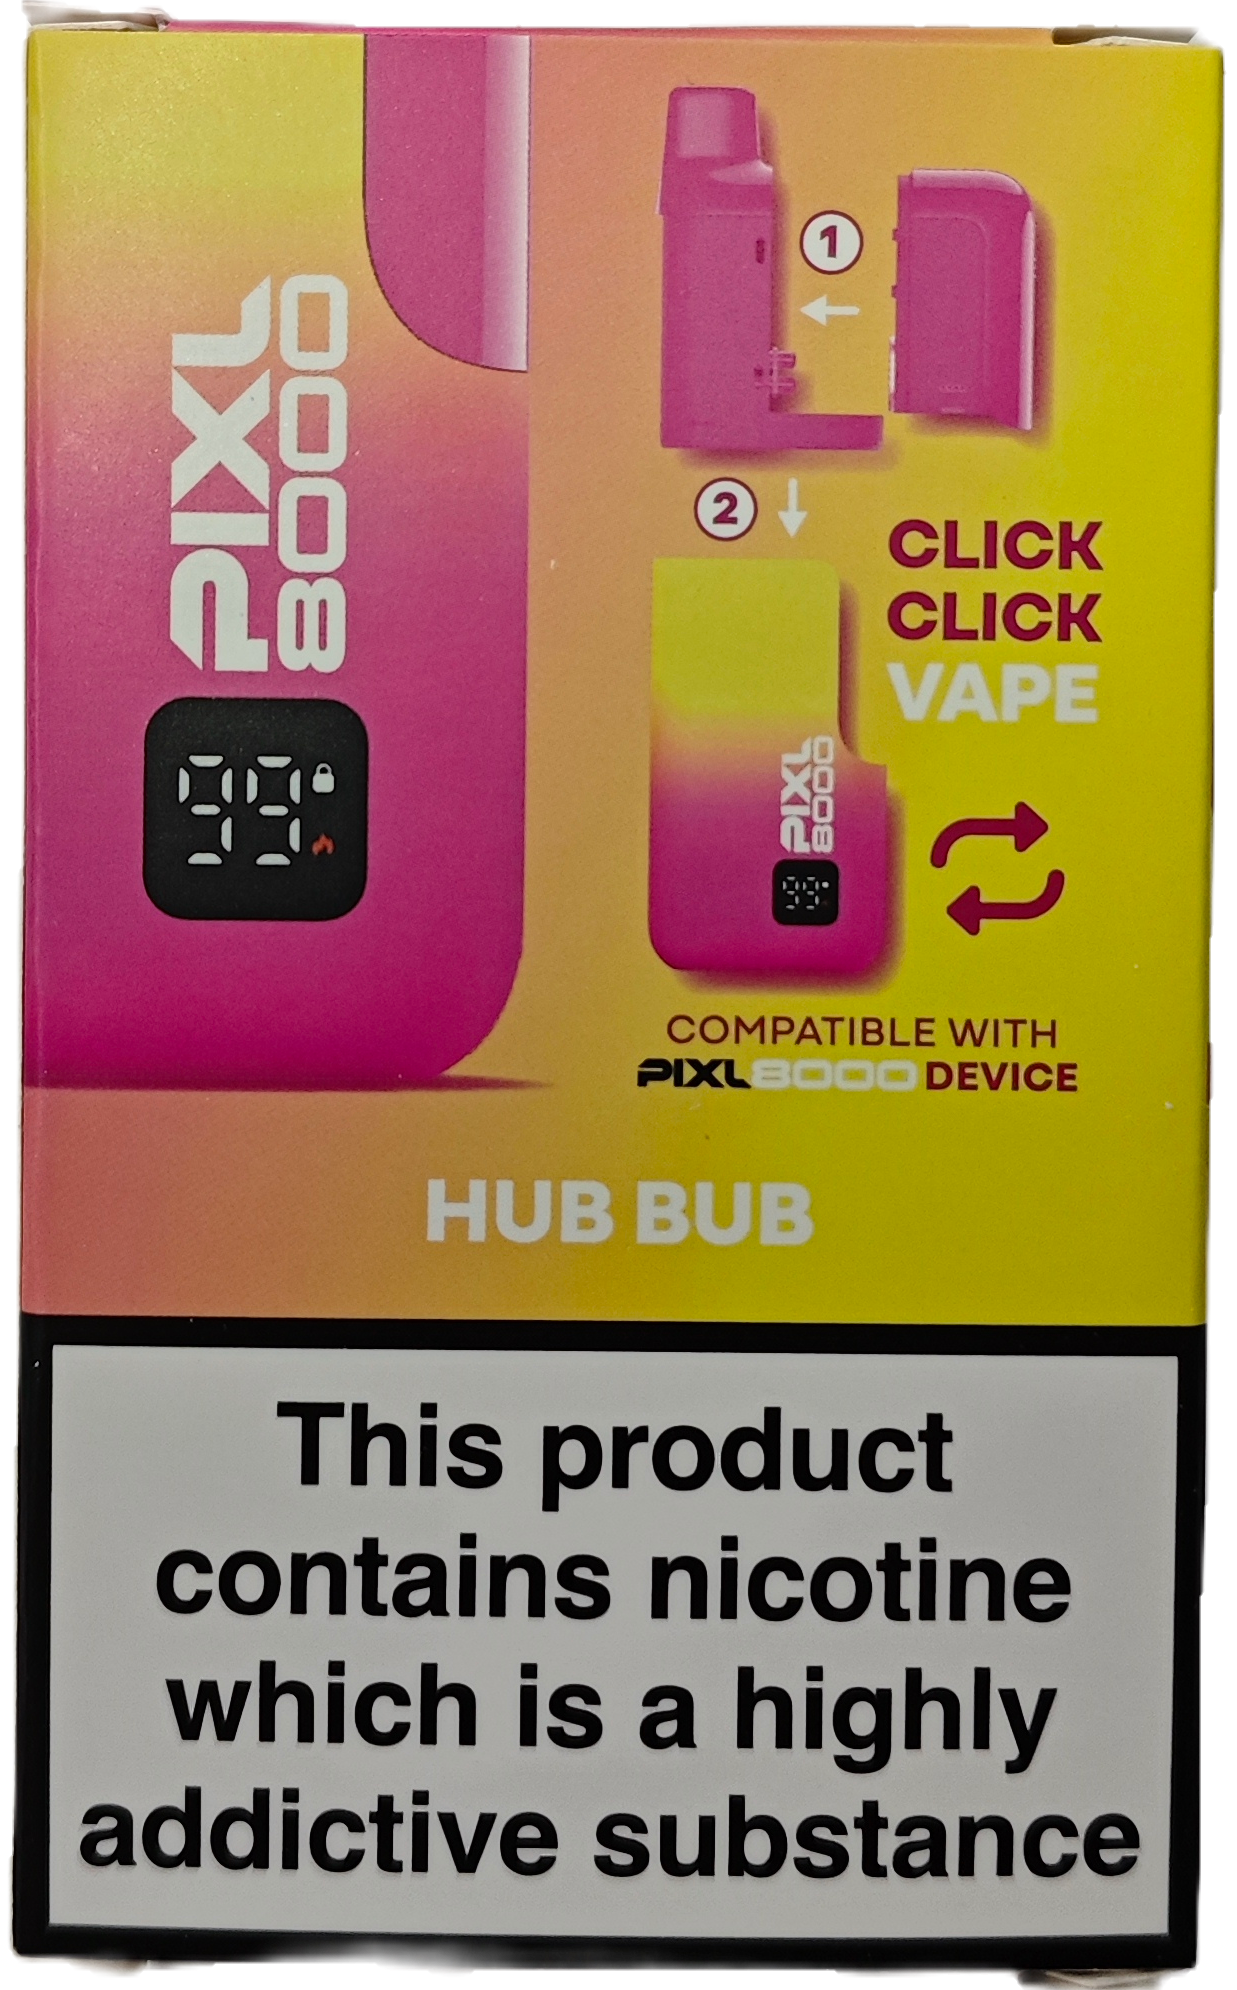 PIXL
8000
99
1
2
CLICK
CLICK
VAPE
PIXL
8000
99
COMPATIBLE WITH
PIXL8000 DEVICE
HUB BUB
This product
contains nicotine
which is a highly
addictive substance